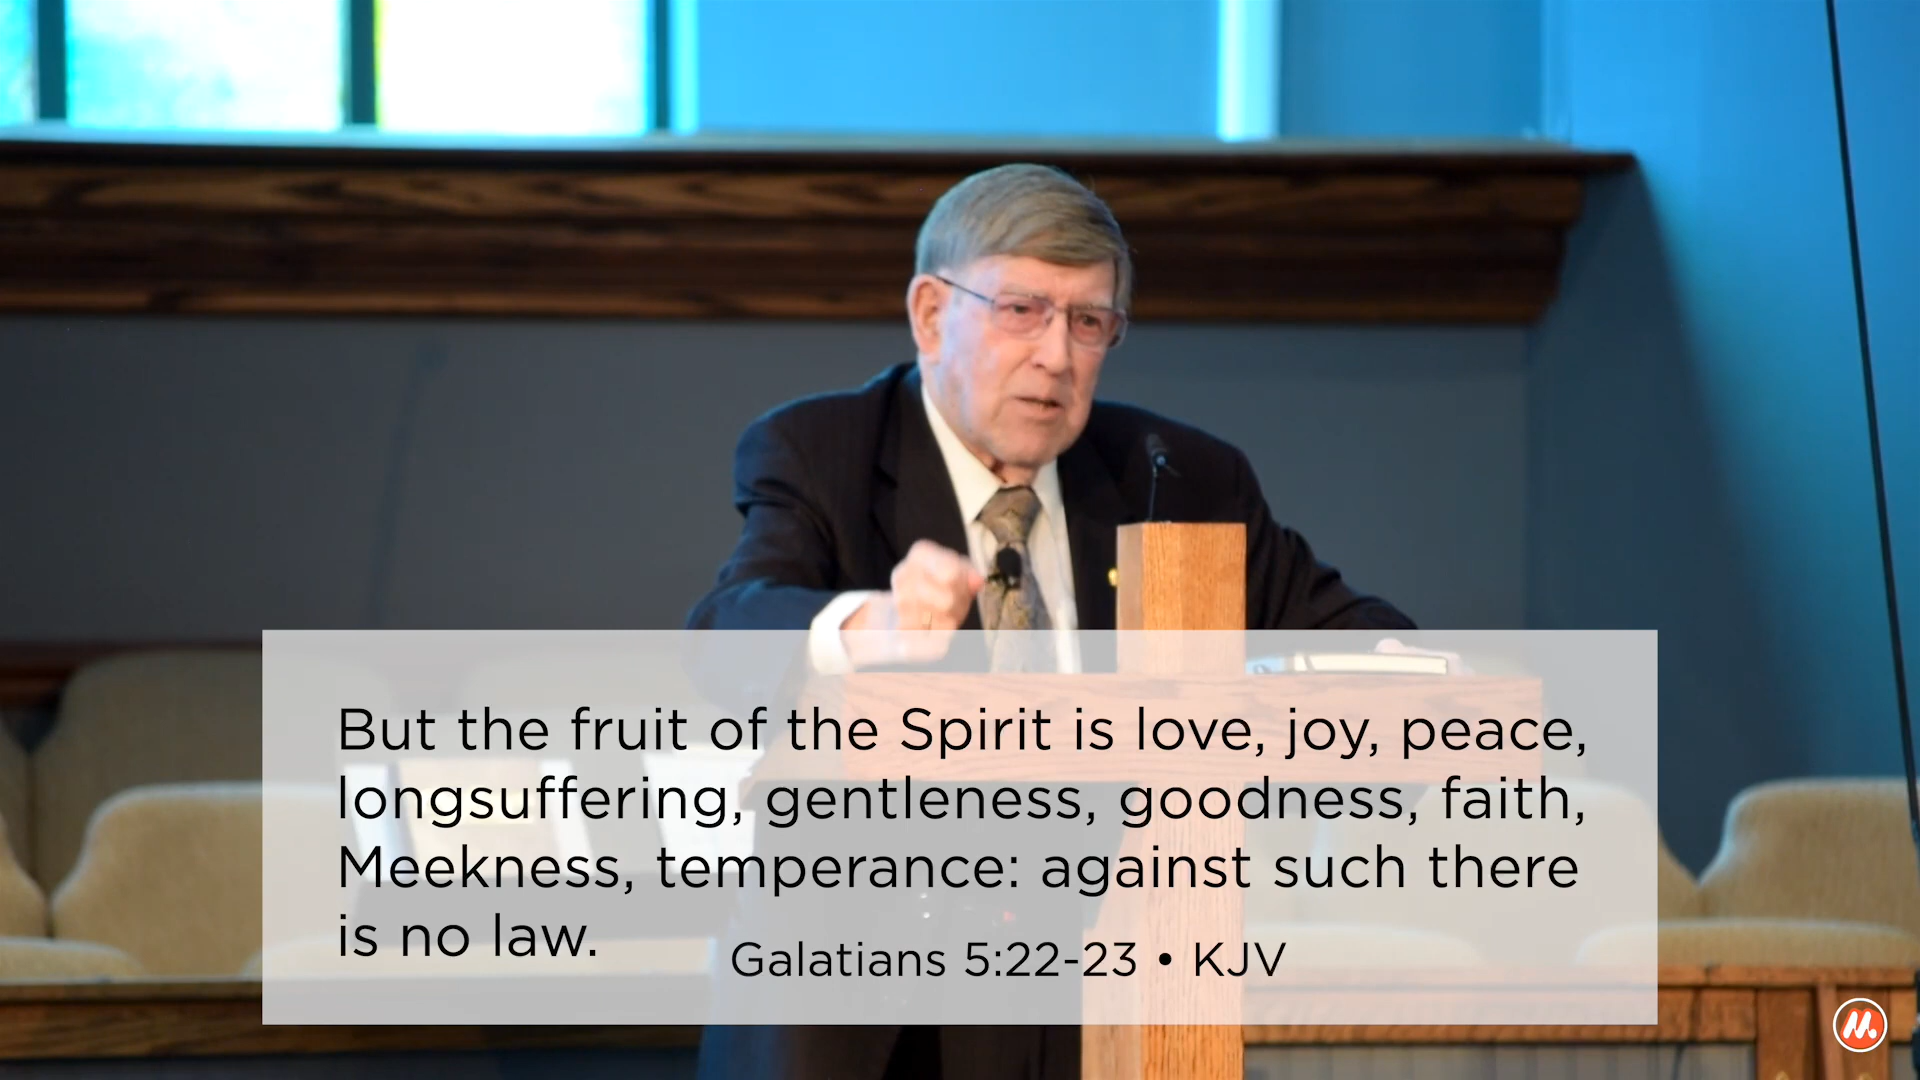 But the fruit of the Spirit is love, joy, peace,
longsuffering, gentleness, goodness, faith,
Meekness, temperance: against such there
is no law.
Galatians 5:22-23 • KJV
M.